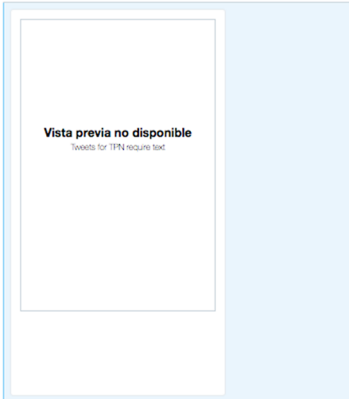 Vista previa no disponible
Tweets for TPN require text